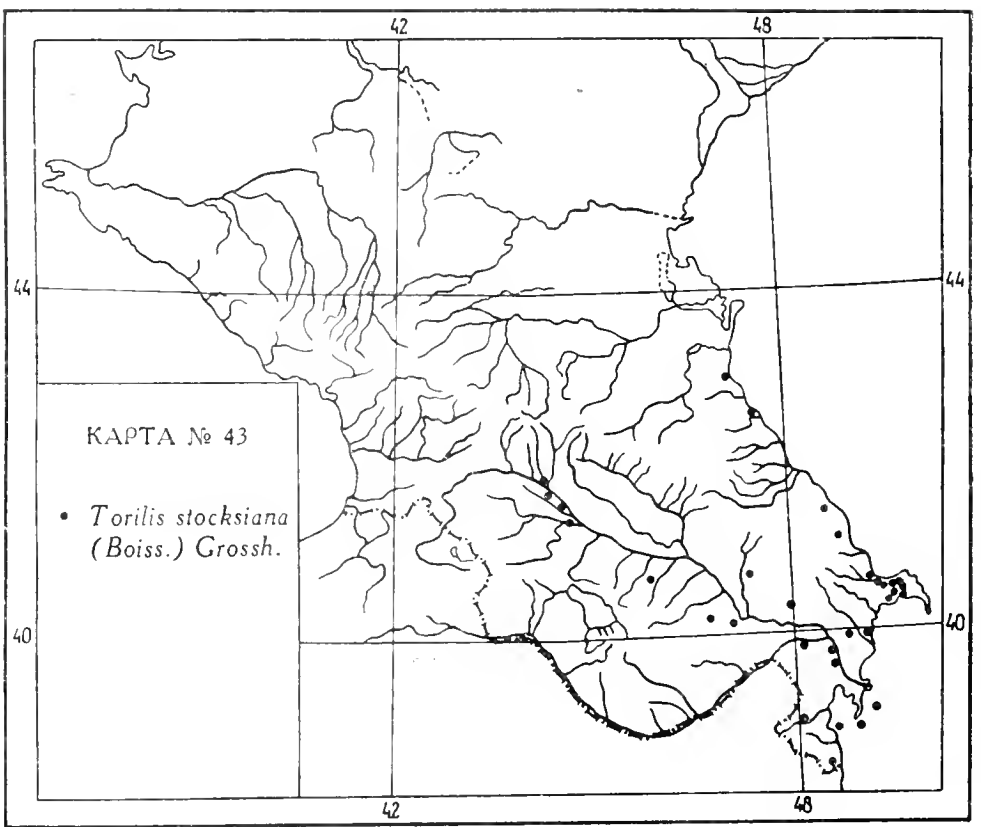 42 48
44 44
КАРТА № 43
Torilis stocksiana
(Boiss.) Grossh.
40 40
42 48